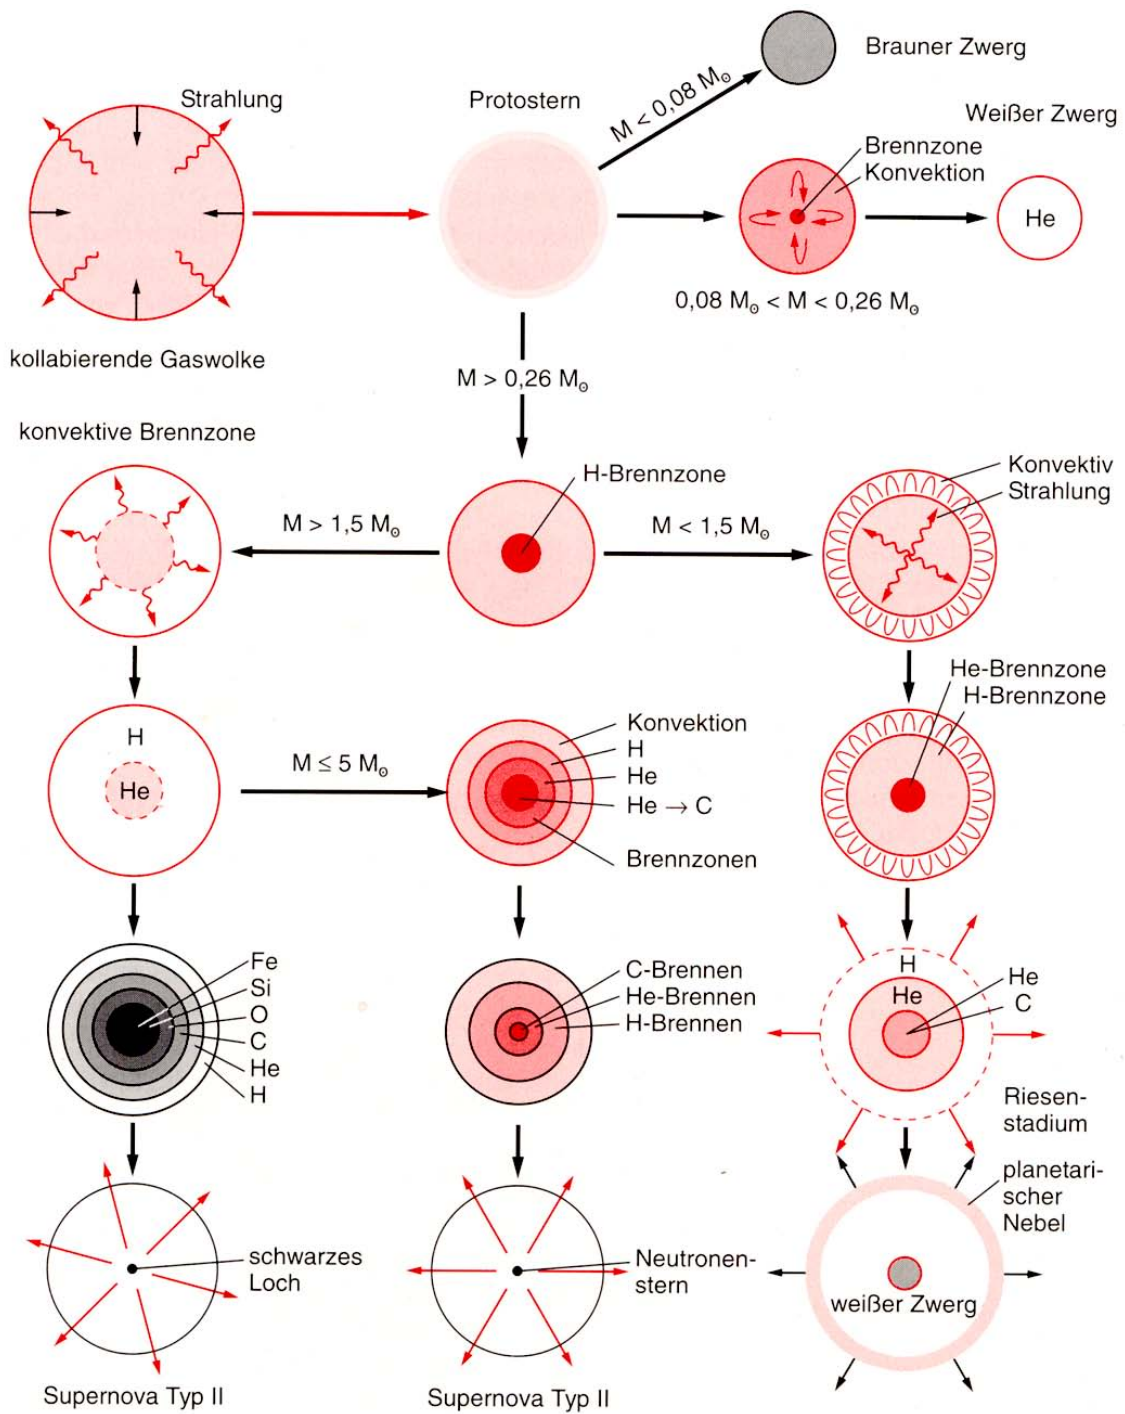 Brauner Zwerg
Strahlung
Protostern
M < 0,08 M☉
Weißer Zwerg
Brennzone
Konvektion
He
0,08 M☉ < M < 0,26 M☉
kollabierende Gaswolke
M > 0,26 M☉
konvektive Brennzone
H-Brennzone
Konvektiv
Strahlung
M > 1,5 M☉
M < 1,5 M☉
He-Brennzone
H-Brennzone
H
He
M ≤ 5 M☉
Konvektion
H
He
He → C
Brennzonen
Fe
Si
O
C
He
H
C-Brennen
He-Brennen
H-Brennen
H
He
He
C
Riesen-
stadium
planetari-
scher
Nebel
schwarzes
Loch
Neutronen-
stern
weißer Zwerg
Supernova Typ II
Supernova Typ II